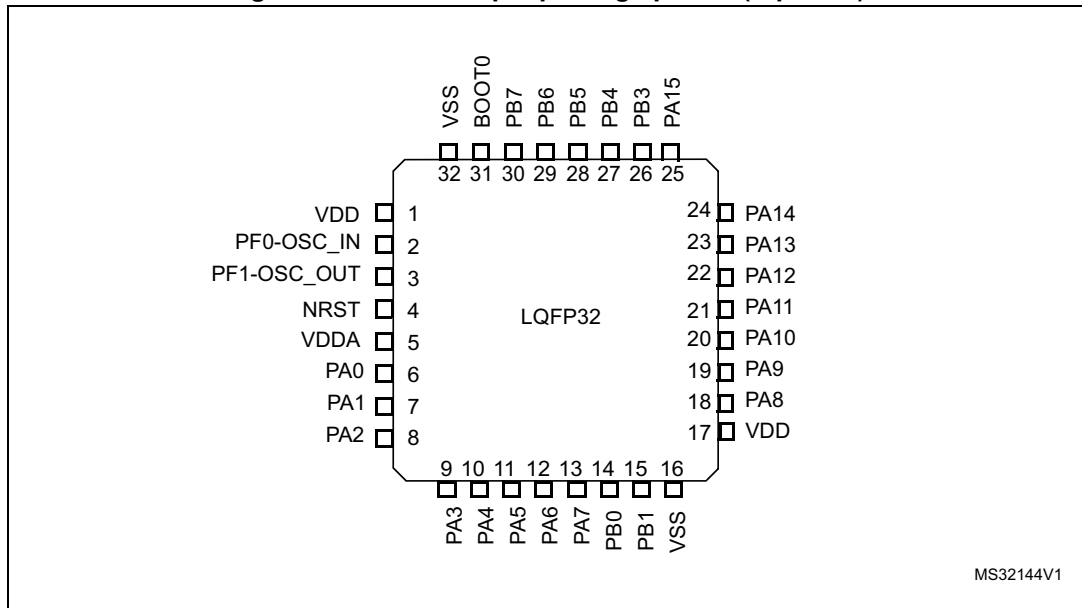 VSS
BOOT0
PB7
PB6
PB5
PB4
PB3
PA15
32 31 30 29 28 27 26 25
VDD 1
PF0-OSC_IN 2
PF1-OSC_OUT 3
NRST 4
VDDA 5
PA0 6
PA1 7
PA2 8
LQFP32
24 PA14
23 PA13
22 PA12
21 PA11
20 PA10
19 PA9
18 PA8
17 VDD
9 10 11 12 13 14 15 16
PA3
PA4
PA5
PA6
PA7
PB0
PB1
VSS
MS32144V1